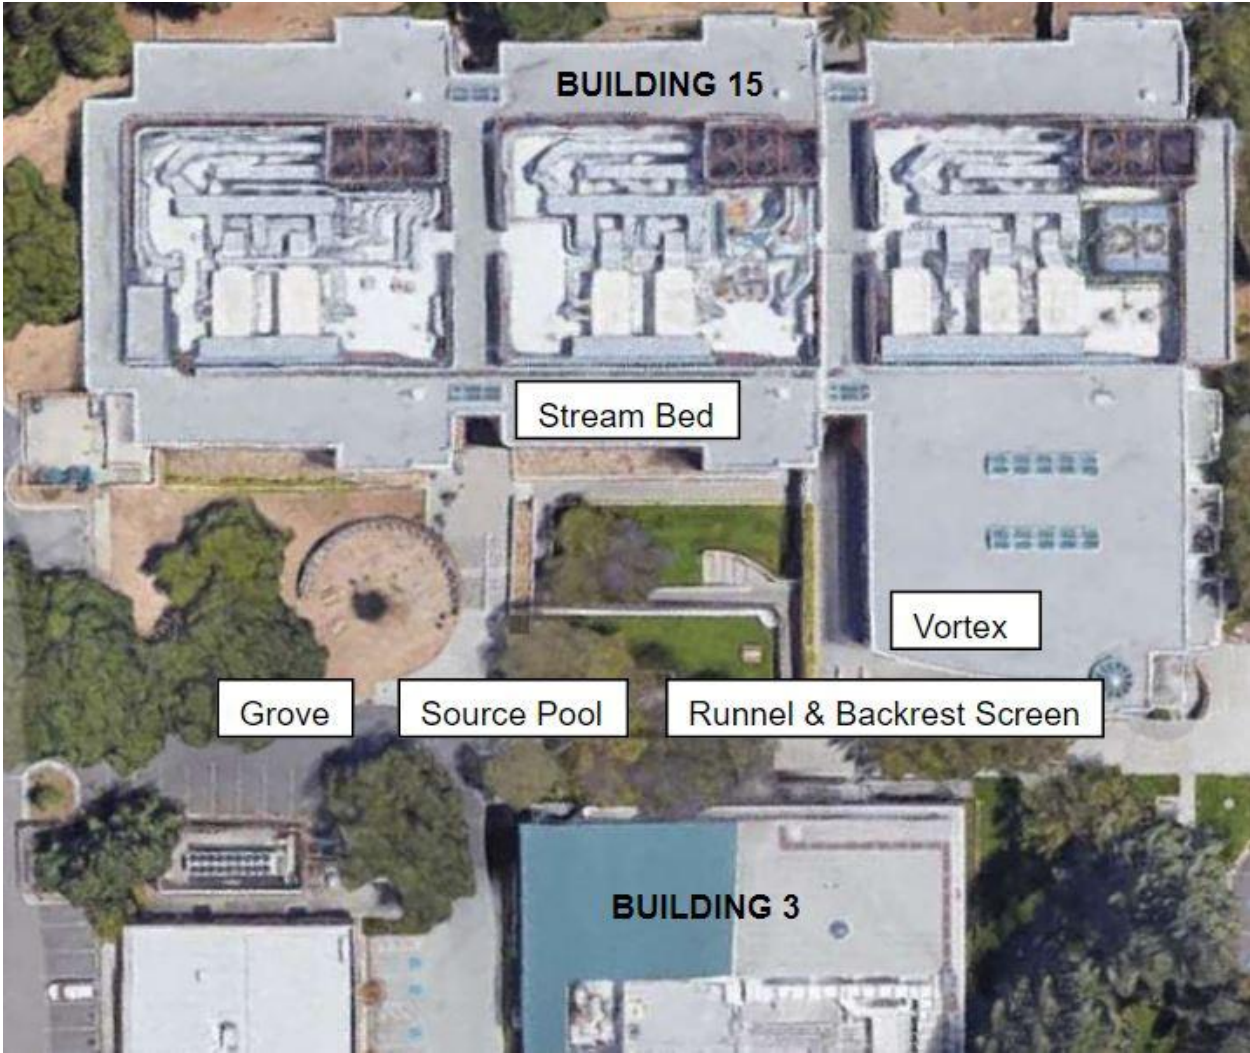 BUILDING 15
Stream Bed
Vortex
Grove
Source Pool
Runnel & Backrest Screen
BUILDING 3